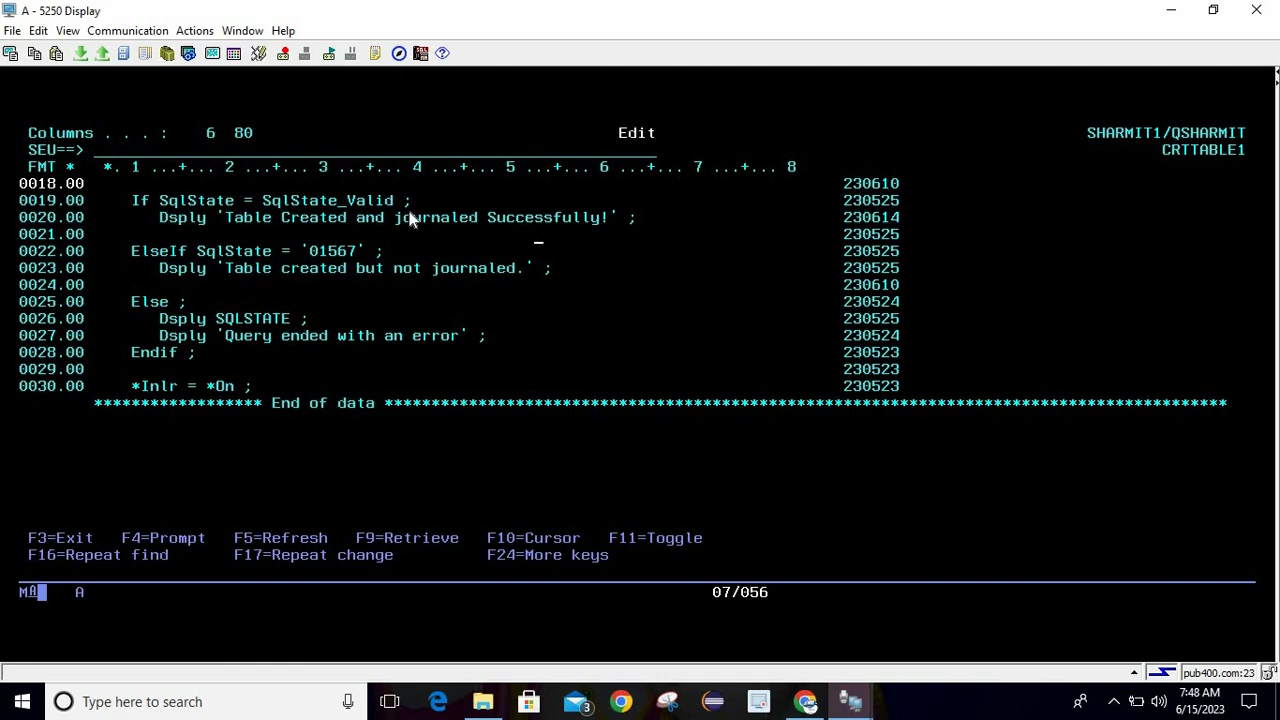 A - 5250 Display
File Edit View Communication Actions Window Help
Columns . . . : 6 80 Edit SHARMIT1/QSHARMIT
SEU==> CRTTABLE1
FMT * *. 1 ...+... 2 ...+... 3 ...+... 4 ...+... 5 ...+... 6 ...+... 7 ...+... 8
0018.00 230610
0019.00 If SqlState = SqlState_Valid ; 230525
0020.00 Dsply 'Table Created and journaled Successfully!' ; 230614
0021.00 230525
0022.00 ElseIf SqlState = '01567' ; 230525
0023.00 Dsply 'Table created but not journaled.' ; 230525
0024.00 230610
0025.00 Else ; 230524
0026.00 Dsply SQLSTATE ; 230525
0027.00 Dsply 'Query ended with an error' ; 230524
0028.00 Endif ; 230523
0029.00 230523
0030.00 *Inlr = *On ; 230523
****************** End of data ******************************************************************************************
F3=Exit F4=Prompt F5=Refresh F9=Retrieve F10=Cursor F11=Toggle
F16=Repeat find F17=Repeat change F24=More keys
MA A 07/056
pub400.com:23
Type here to search 3 7:48 AM
6/15/2023